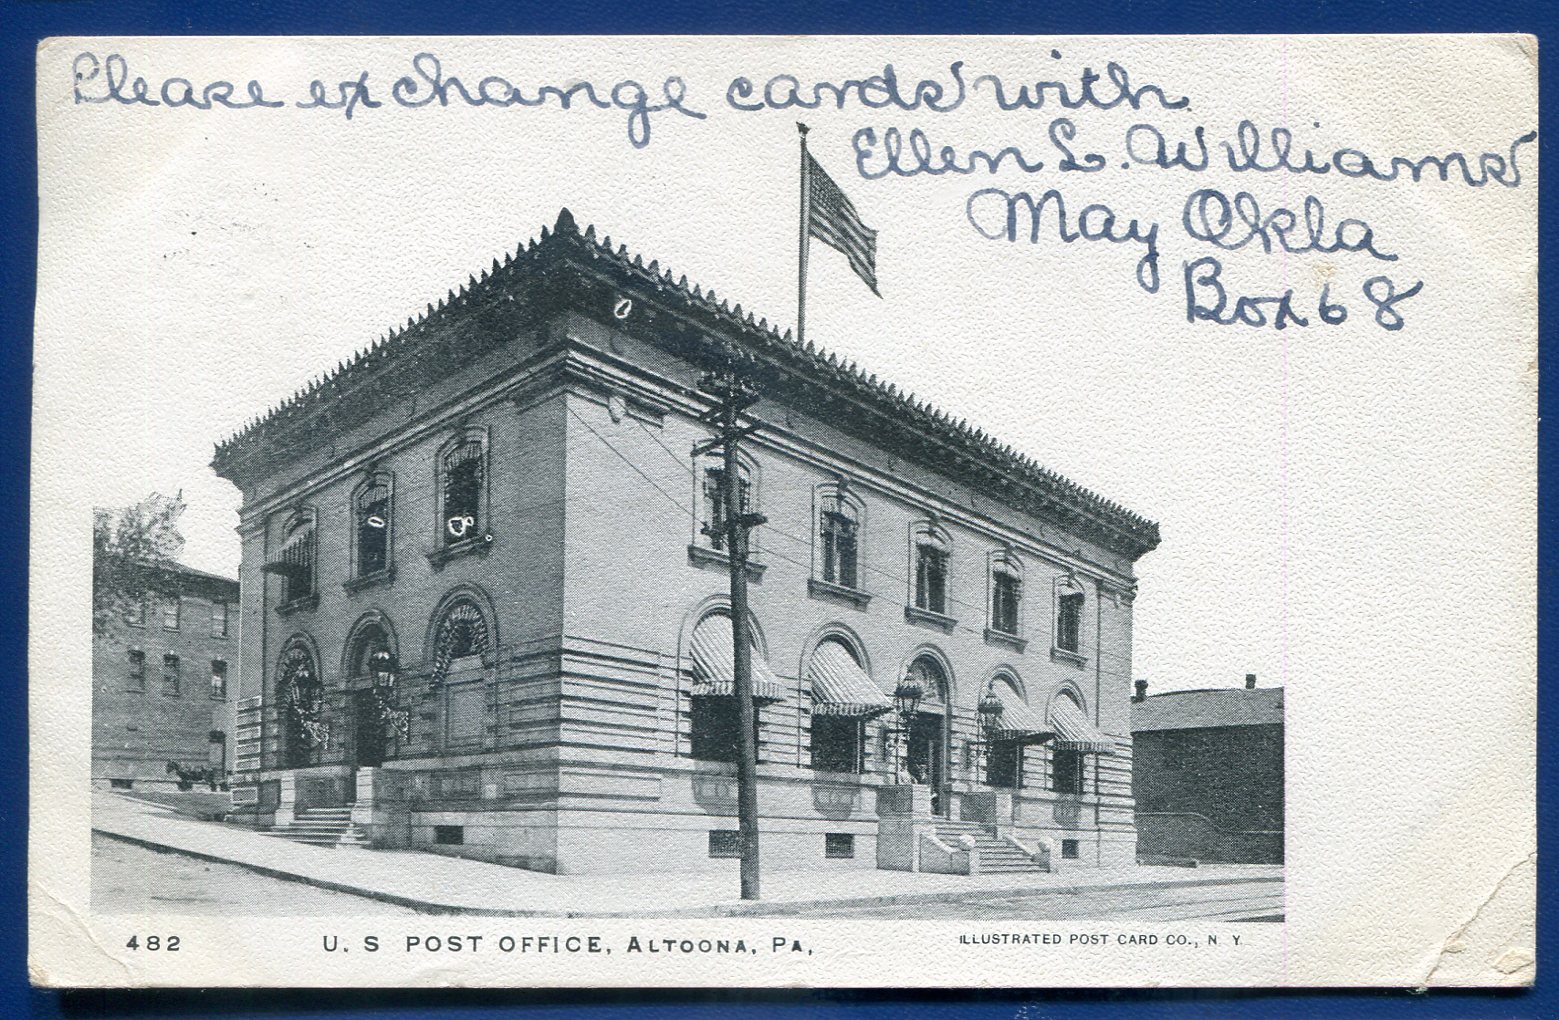 Please exchange cards with
Ellen L. Williams
May Okla
Box 68
482
U. S POST OFFICE, ALTOONA, PA,
ILLUSTRATED POST CARD CO., N Y.